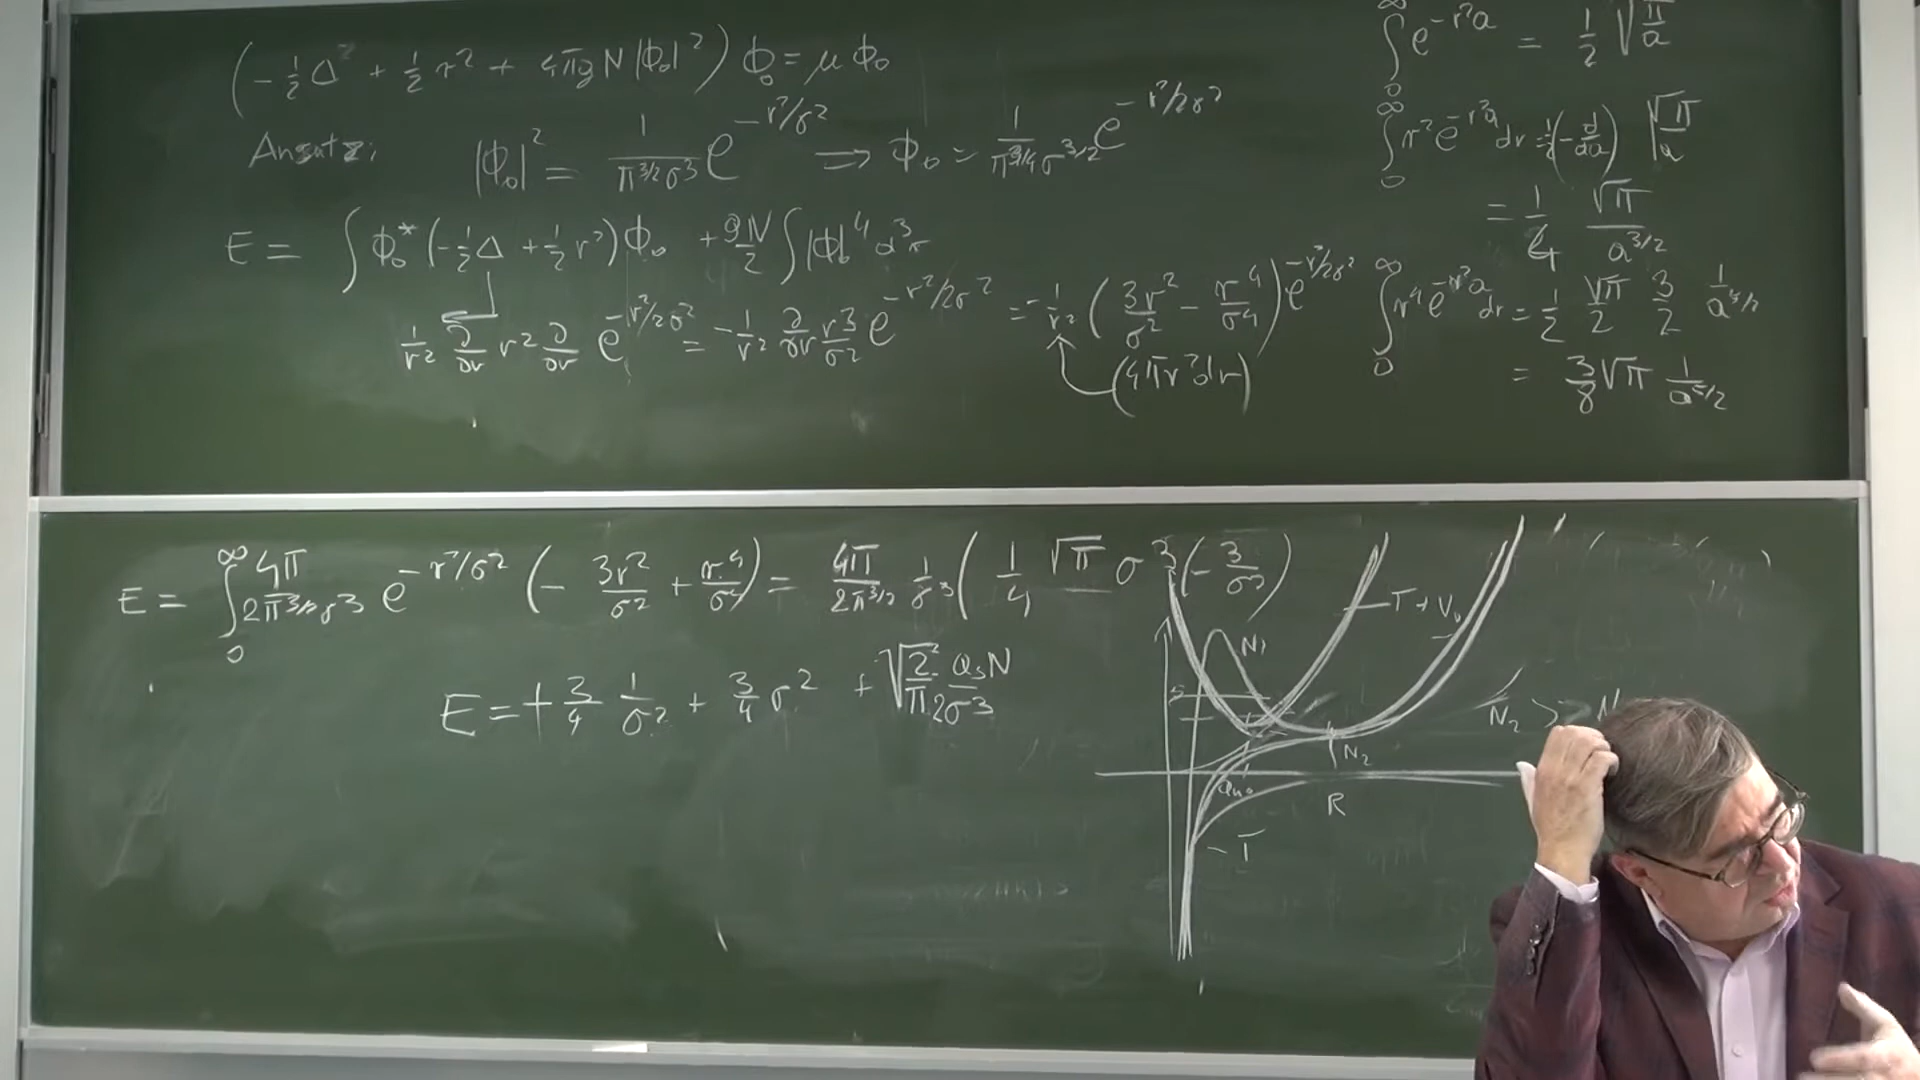 (-½Δ² + ½r² + 4πgN|Φ₀|²) Φ₀ = μΦ₀
Ansatz: |Φ₀|² = 1/(π^{3/2}σ³) e^{-r²/σ²} ⟹ Φ₀ = 1/(π^{3/4}σ^{3/2}) e^{-r²/2σ²}
E = ∫ Φ₀* (-½Δ + ½r²) Φ₀ + gN/2 ∫ |Φ₀|⁴ d³r
1/r² ∂/∂r r² ∂/∂r e^{-r²/2σ²} = -1/r² ∂/∂r r³/σ² e^{-r²/2σ²} = -1/r² (3r²/σ² - r⁴/σ⁴) e^{-r²/2σ²}
(4πr²dr)
∫₀^∞ e^{-r²a} = ½ √(π/a)
∫₀^∞ r² e^{-r²a} dr = ½ (-d/da) √π/√a
= 1/4 √π/a^{3/2}
∫₀^∞ r⁴ e^{-r²a} dr = 1/2 √π/2 3/2 1/a^{5/2}
= 3/8 √π 1/a^{5/2}
E = ∫₀^∞ 4π/(2π^{3/2}σ³) e^{-r²/σ²} (- 3r²/σ² + r⁴/σ⁴) = 4π/(2π^{3/2}) 1/σ³ ( 1/4 √π σ³ (- 3/σ²)
E = + 3/4 1/σ² + 3/4 σ² + √(2/π) a_s N/(2σ³)
T + V₀
N₁
N₂ >> N
N₂
R
- T